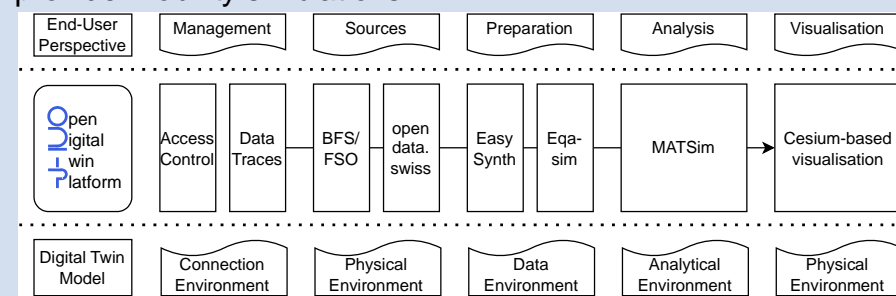 End-User
Perspective
Management
Sources
Preparation
Analysis
Visualisation
Open
Digital
Twin
Platform
Access
Control
Data
Traces
BFS/
FSO
open
data.
swiss
Easy
Synth
Eqa-
sim
MATSim
Cesium-based
visualisation
Digital Twin
Model
Connection
Environment
Physical
Environment
Data
Environment
Analytical
Environment
Physical
Environment